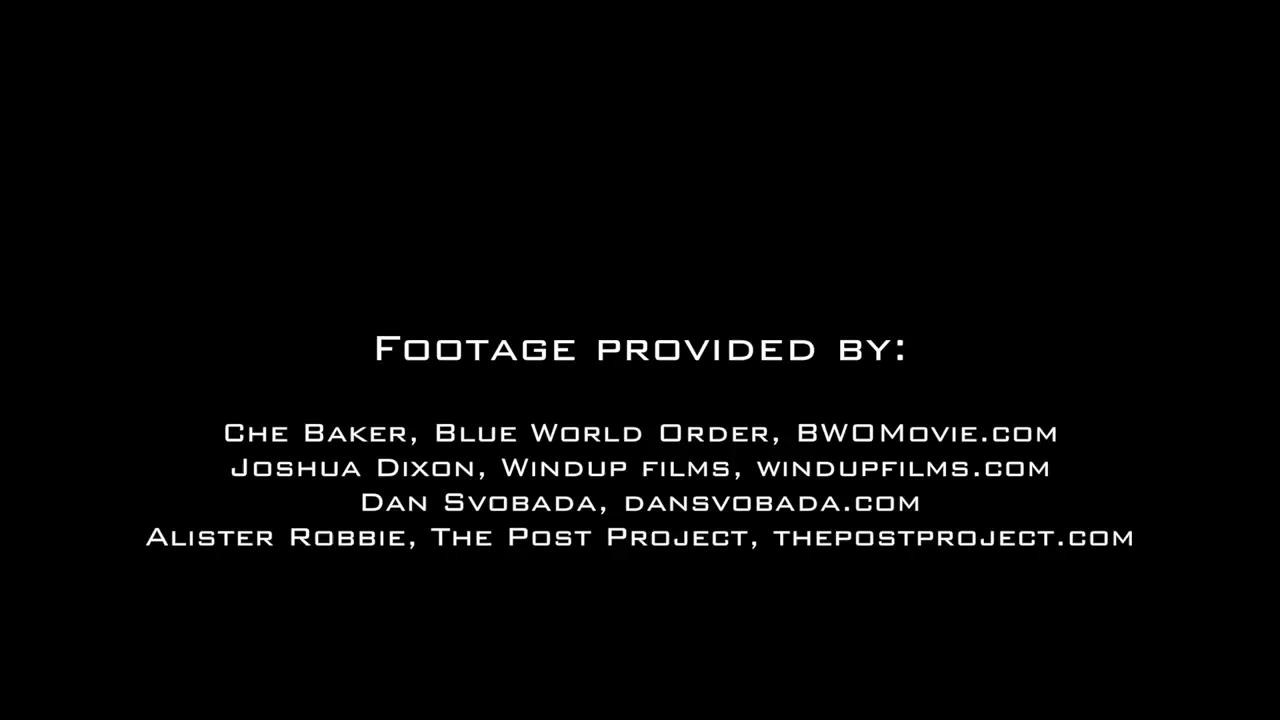 Footage provided by:
Che Baker, Blue World Order, BWOMovie.com
Joshua Dixon, Windup films, windupfilms.com
Dan Svobada, dansvobada.com
Alister Robbie, The Post Project, thepostproject.com